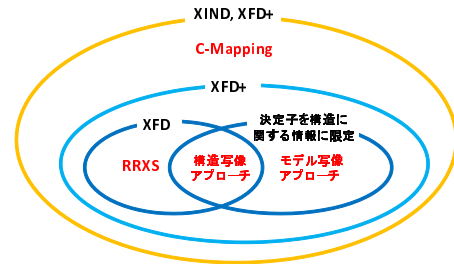 XIND, XFD+
C-Mapping
XFD+
決定子を構造に
関する情報に限定
XFD
RRXS
構造写像
アプローチ
モデル写像
アプローチ